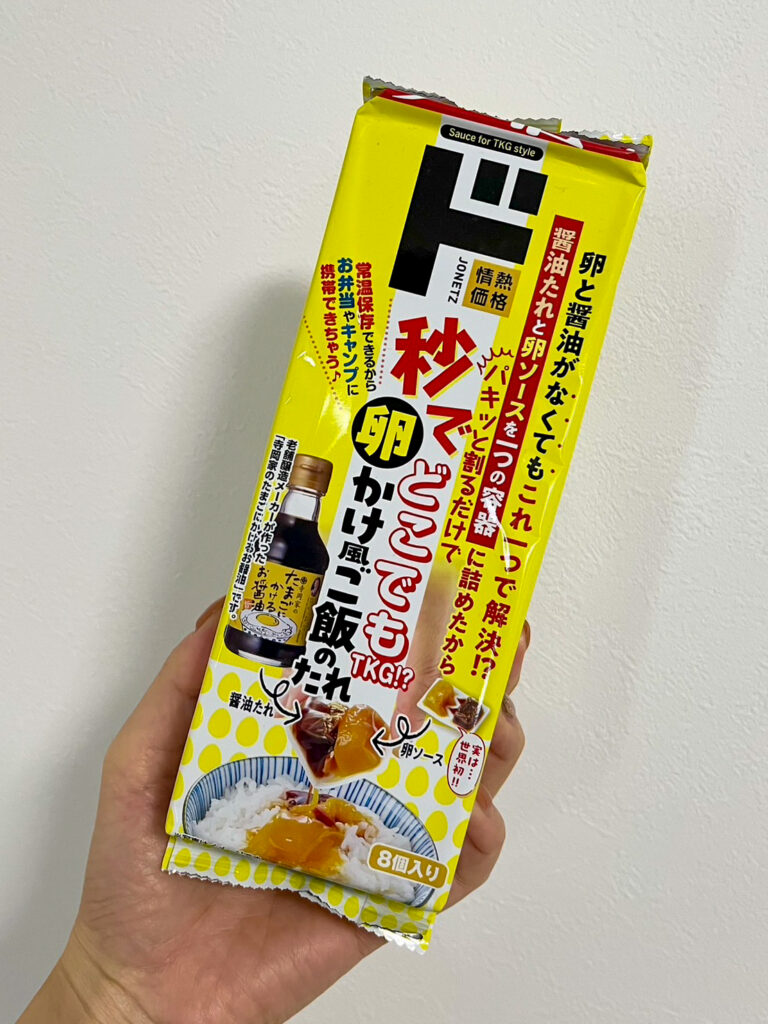 Sauce for TKG style
ド
JONETZ
情熱
価格
卵と醤油がなくてもこれ一つで解決!?
醤油たれと卵ソースを一つの容器に詰めたから
パキッと割るだけで
秒で
どこでも
TKG!?
卵かけ風ご飯のたれ
常温保存できるから
お弁当やキャンプに
携帯できちゃう♪
老舗醸造メーカーが作った
「寺岡家のたまごにかけるお醤油」です。
寺岡家の
たまごに
かける
お醤油
醤油たれ
卵ソース
実は…
世界初!!
8個入り